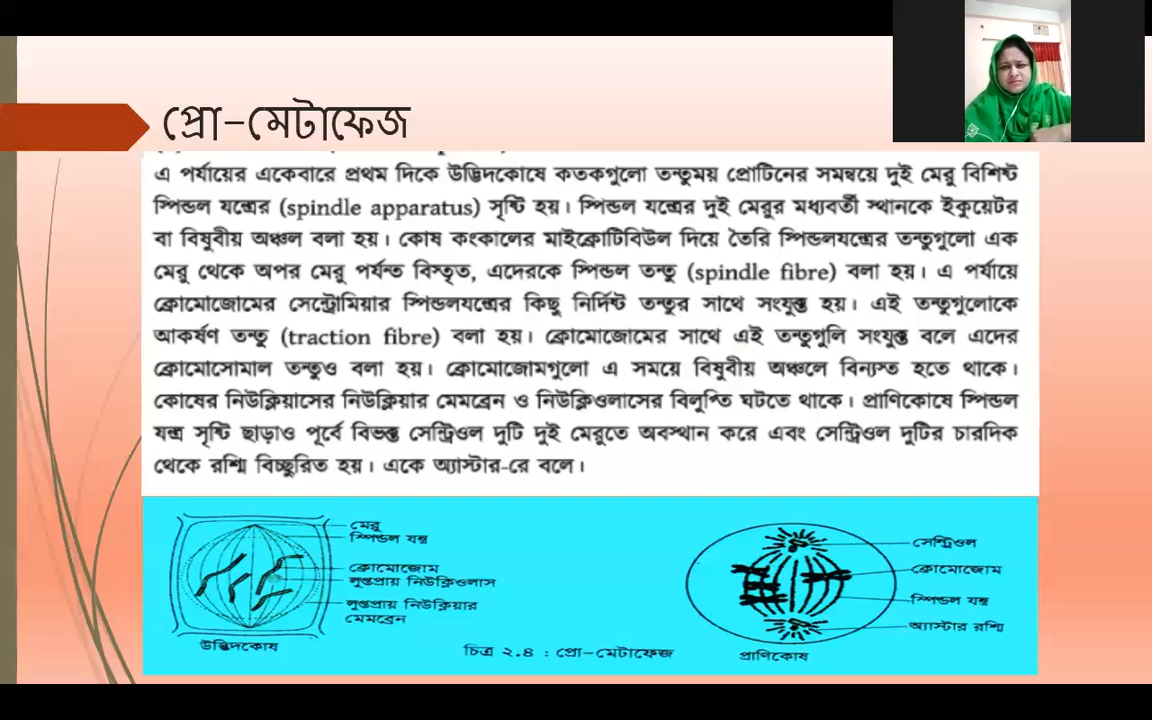 প্রো-মেটাফেজ
এ পর্যায়ের একেবারে প্রথম দিকে উদ্ভিদকোষে কতকগুলো তন্তুময় প্রোটিনের সমন্বয়ে দুই মেরু বিশিষ্ট
স্পিন্ডল যন্ত্রের (spindle apparatus) সৃষ্টি হয়। স্পিন্ডল যন্ত্রের দুই মেরুর মধ্যবর্তী স্থানকে ইকুয়েটর
বা বিষুবীয় অঞ্চল বলা হয়। কোষ কংকালের মাইক্রোটিবিউল দিয়ে তৈরি স্পিন্ডলযন্ত্রের তন্তুগুলো এক
মেরু থেকে অপর মেরু পর্যন্ত বিস্তৃত, এদেরকে স্পিন্ডল তন্তু (spindle fibre) বলা হয়। এ পর্যায়ে
ক্রোমোজোমের সেন্ট্রোমিয়ার স্পিন্ডলযন্ত্রের কিছু নির্দিষ্ট তন্তুর সাথে সংযুক্ত হয়। এই তন্তুগুলোকে
আকর্ষণ তন্তু (traction fibre) বলা হয়। ক্রোমোজোমের সাথে এই তন্তুগুলি সংযুক্ত বলে এদের
ক্রোমোসোমাল তন্তুও বলা হয়। ক্রোমোজোমগুলো এ সময়ে বিষুবীয় অঞ্চলে বিন্যস্ত হতে থাকে।
কোষের নিউক্লিয়াসের নিউক্লিয়ার মেমব্রেন ও নিউক্লিওলাসের বিলুপ্তি ঘটতে থাকে। প্রাণিকোষে স্পিন্ডল
যন্ত্র সৃষ্টি ছাড়াও পূর্বে বিভক্ত সেন্ট্রিওল দুটি দুই মেরুতে অবস্থান করে এবং সেন্ট্রিওল দুটির চারদিক
থেকে রশ্মি বিচ্ছুরিত হয়। একে অ্যাস্টার-রে বলে।
মেরু
স্পিন্ডল যন্ত্র
ক্রোমোজোম
লুপ্তপ্রায় নিউক্লিওলাস
লুপ্তপ্রায় নিউক্লিয়ার
মেমব্রেন
উদ্ভিদকোষ
চিত্র ২.৪ : প্রো-মেটাফেজ
সেন্ট্রিওল
ক্রোমোজোম
স্পিন্ডল যন্ত্র
অ্যাস্টার রশ্মি
প্রাণিকোষ